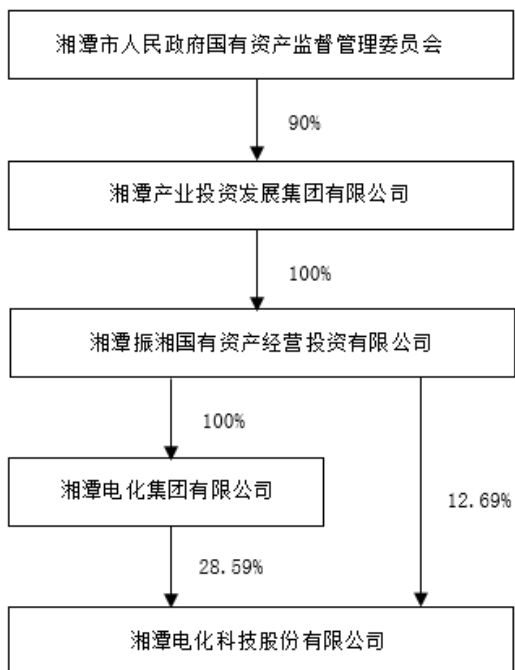 湘潭市人民政府国有资产监督管理委员会
90%
湘潭产业投资发展集团有限公司
100%
湘潭振湘国有资产经营投资有限公司
100%
湘潭电化集团有限公司
12.69%
28.59%
湘潭电化科技股份有限公司